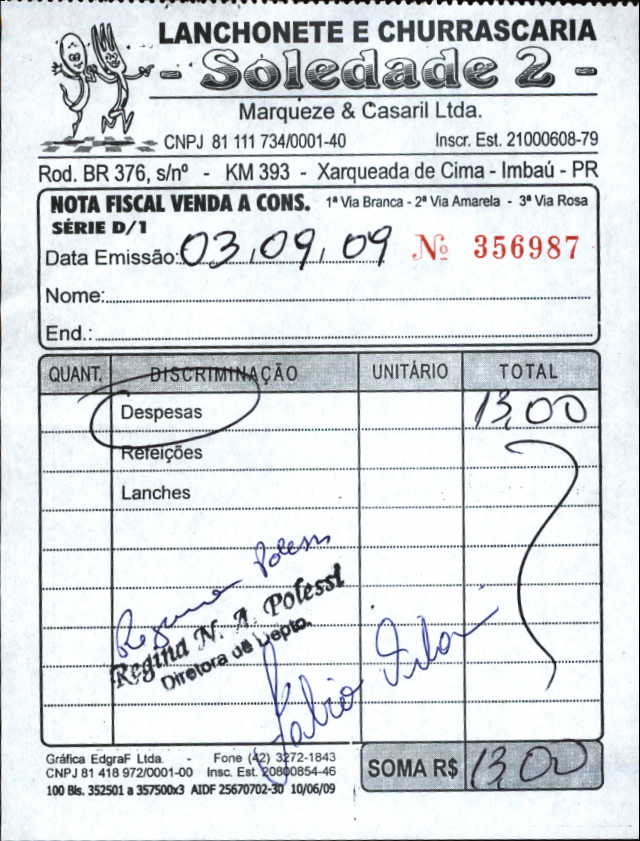 LANCHONETE E CHURRASCARIA
- Soledade 2 -
Marqueze & Casaril Ltda.
CNPJ 81 111 734/0001-40 Inscr. Est. 21000608-79
Rod. BR 376, s/nº - KM 393 - Xarqueada de Cima - Imbaú - PR
NOTA FISCAL VENDA A CONS. 1ª Via Branca - 2ª Via Amarela - 3ª Via Rosa
SÉRIE D/1
Data Emissão: 03,09,09 Nº 356987
Nome:
End.:
QUANT. DISCRIMINAÇÃO UNITÁRIO TOTAL
Despesas 13,00
Refeições
Lanches
Regina Polessi
Regina N. A. Polessi
Diretora de Depto.
Fabio
Gráfica EdgraF Ltda. - Fone (42) 3272-1843
CNPJ 81 418 972/0001-00 Insc. Est. 20800854-46
100 Bls. 352501 a 357500x3 AIDF 25670702-30 10/06/09
SOMA R$ 13,00